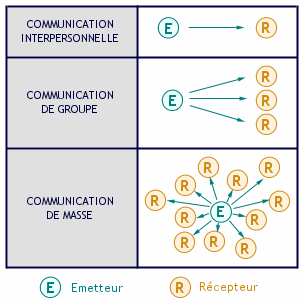 COMMUNICATION
INTERPERSONNELLE
E
R
COMMUNICATION
DE GROUPE
E
R
R
R
COMMUNICATION
DE MASSE
R
R
R
R
R
R
E
R
R
R
R
R
E Emetteur
R Récepteur